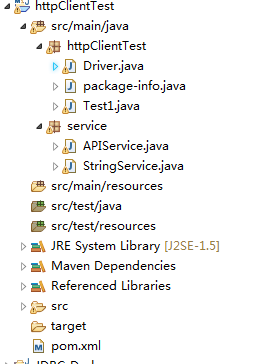 httpClientTest
src/main/java
httpClientTest
Driver.java
package-info.java
Test1.java
service
APIService.java
StringService.java
src/main/resources
src/test/java
src/test/resources
JRE System Library [J2SE-1.5]
Maven Dependencies
Referenced Libraries
src
target
pom.xml